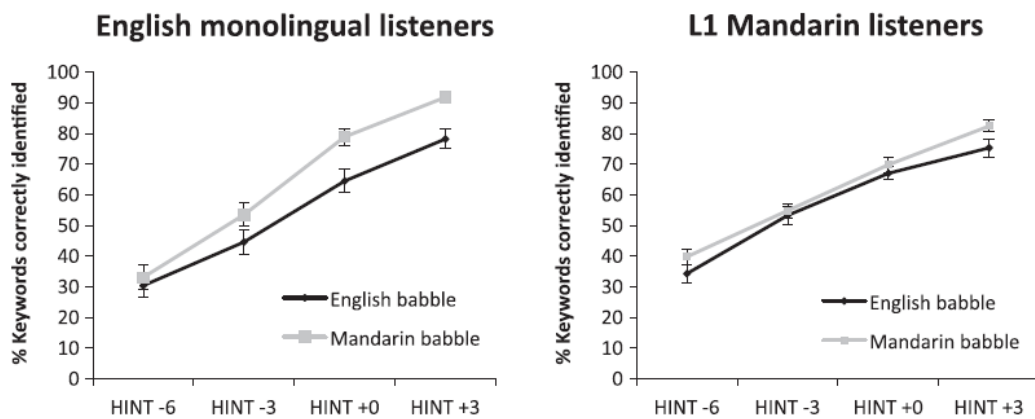 English monolingual listeners
% Keywords correctly identified
100
90
80
70
60
50
40
30
20
10
0
English babble
Mandarin babble
HINT -6 HINT -3 HINT +0 HINT +3
L1 Mandarin listeners
% Keywords correctly identified
100
90
80
70
60
50
40
30
20
10
0
English babble
Mandarin babble
HINT -6 HINT -3 HINT +0 HINT +3